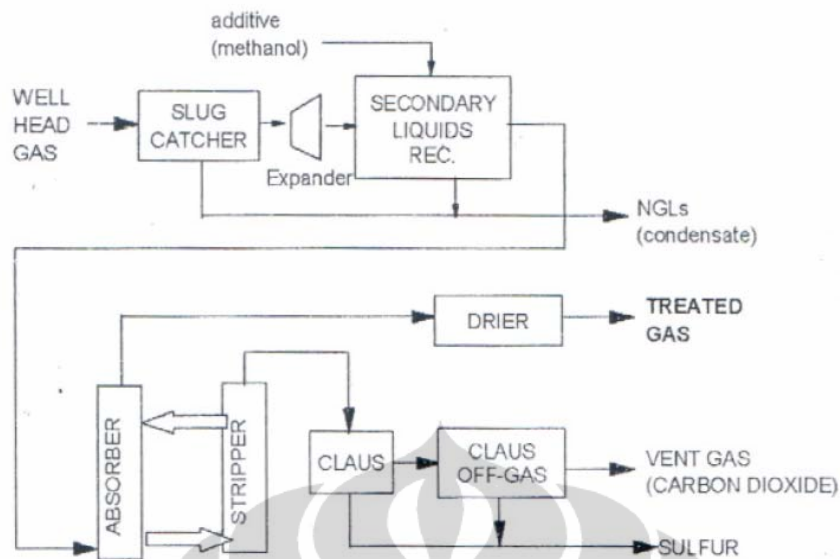 additive
(methanol)
WELL
HEAD
GAS
SLUG
CATCHER
Expander
SECONDARY
LIQUIDS
REC.
NGLs
(condensate)
DRIER
TREATED
GAS
ABSORBER
STRIPPER
CLAUS
CLAUS
OFF-GAS
VENT GAS
(CARBON DIOXIDE)
SULFUR